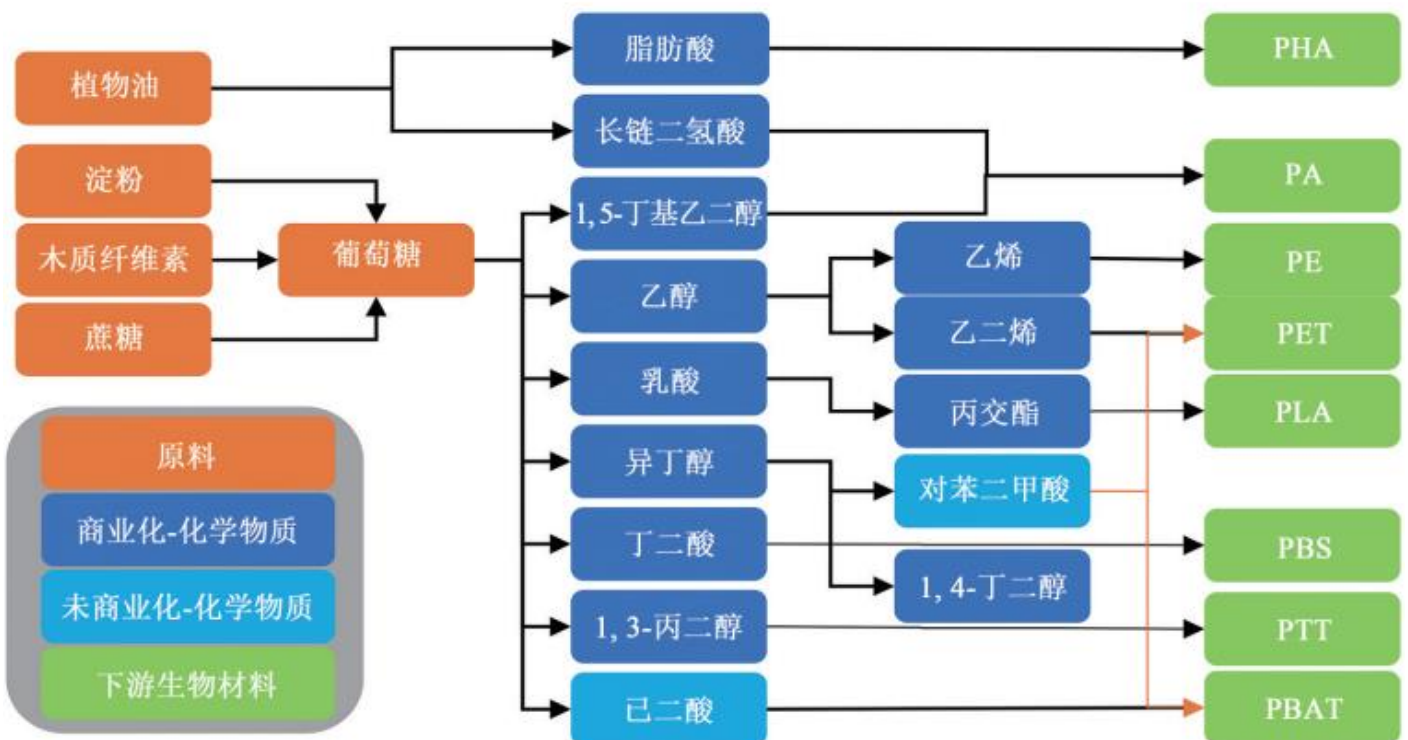 植物油
淀粉
木质纤维素
蔗糖
葡萄糖
脂肪酸
长链二氢酸
1, 5-丁基乙二醇
乙醇
乳酸
异丁醇
丁二酸
1, 3-丙二醇
已二酸
乙烯
乙二烯
丙交酯
对苯二甲酸
1, 4-丁二醇
PHA
PA
PE
PET
PLA
PBS
PTT
PBAT
原料
商业化-化学物质
未商业化-化学物质
下游生物材料